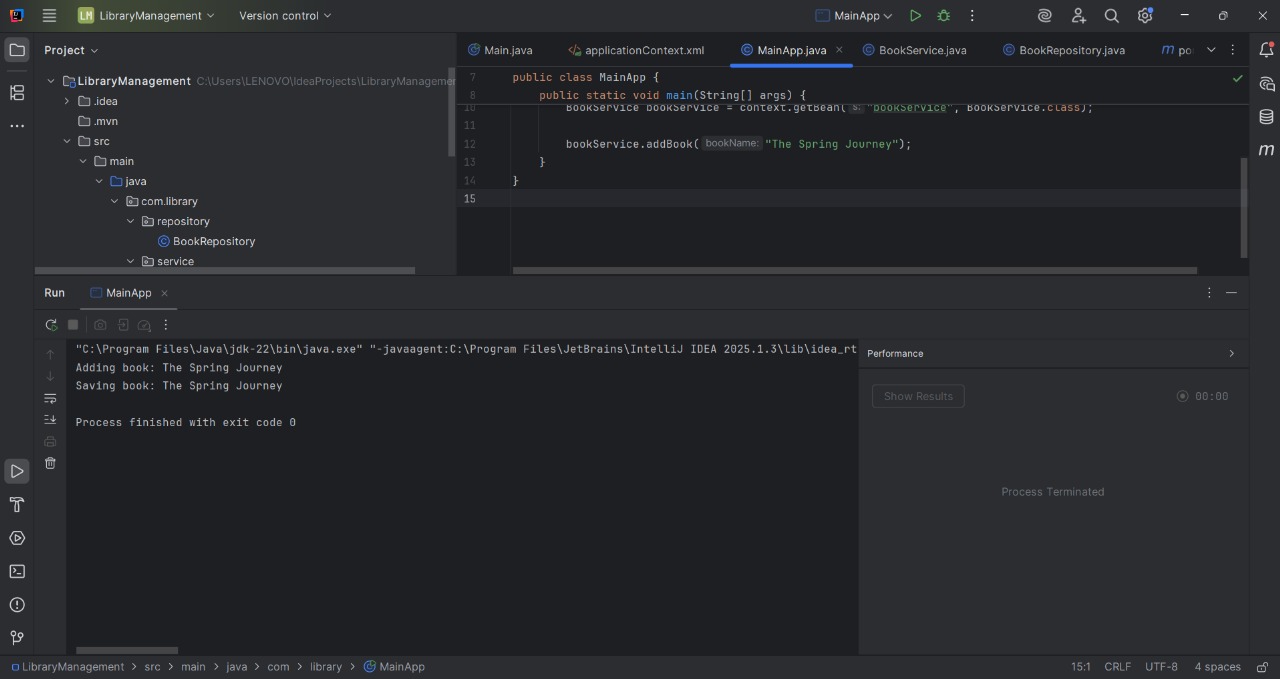 LM LibraryManagement Version control MainApp
Project
LibraryManagement C:\Users\LENOVO\IdeaProjects\LibraryManagemen
.idea
.mvn
src
main
java
com.library
repository
BookRepository
service
Main.java applicationContext.xml MainApp.java BookService.java BookRepository.java m po
7 public class MainApp {
8 public static void main(String[] args) {
10 BookService bookService = context.getBean( s: "bookService", BookService.class);
11
12 bookService.addBook( bookName: "The Spring Journey");
13 }
14 }
15
Run MainApp
"C:\Program Files\Java\jdk-22\bin\java.exe" "-javaagent:C:\Program Files\JetBrains\IntelliJ IDEA 2025.1.3\lib\idea_rt
Adding book: The Spring Journey
Saving book: The Spring Journey
Process finished with exit code 0
Performance
Show Results 00:00
Process Terminated
LibraryManagement > src > main > java > com > library > MainApp 15:1 CRLF UTF-8 4 spaces